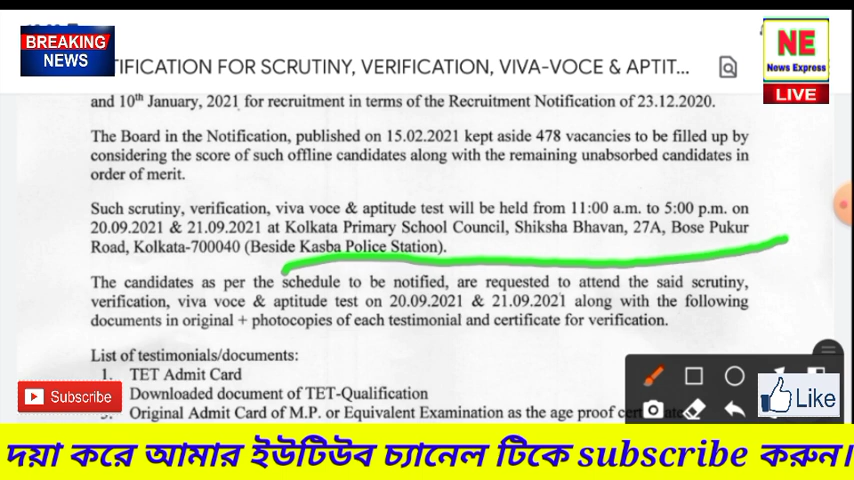 BREAKING
NEWS
TIFICATION FOR SCRUTINY, VERIFICATION, VIVA-VOCE & APTIT...
NE
News Express
LIVE
and 10th January, 2021 for recruitment in terms of the Recruitment Notification of 23.12.2020.
The Board in the Notification, published on 15.02.2021 kept aside 478 vacancies to be filled up by
considering the score of such offline candidates along with the remaining unabsorbed candidates in
order of merit.
Such scrutiny, verification, viva voce & aptitude test will be held from 11:00 a.m. to 5:00 p.m. on
20.09.2021 & 21.09.2021 at Kolkata Primary School Council, Shiksha Bhavan, 27A, Bose Pukur
Road, Kolkata-700040 (Beside Kasba Police Station).
The candidates as per the schedule to be notified, are requested to attend the said scrutiny,
verification, viva voce & aptitude test on 20.09.2021 & 21.09.2021 along with the following
documents in original + photocopies of each testimonial and certificate for verification.
List of testimonials/documents:
1. TET Admit Card
Downloaded document of TET-Qualification
Original Admit Card of M.P. or Equivalent Examination as the age proof
Subscribe
Like
দয়া করে আমার ইউটিউব চ্যানেল টিকে subscribe করুন।